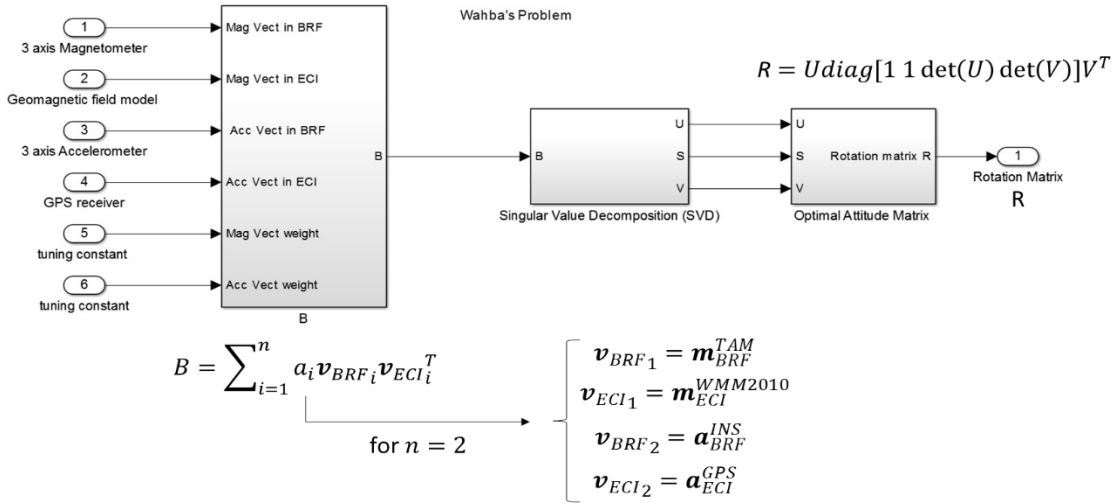 Wahba's Problem
1
3 axis Magnetometer
2
Geomagnetic field model
3
3 axis Accelerometer
4
GPS receiver
5
tuning constant
6
tuning constant
Mag Vect in BRF
Mag Vect in ECI
Acc Vect in BRF
Acc Vect in ECI
Mag Vect weight
Acc Vect weight
B
B
B
U
S
V
Singular Value Decomposition (SVD)
R = Udiag[1 1 det(U) det(V)]V^T
U
S
V
Rotation matrix R
Optimal Attitude Matrix
1
Rotation Matrix
R
B = ∑_{i=1}^{n} a_i v_{BRF_i} v_{ECI_i}^T
for n = 2
v_{BRF_1} = m_{BRF}^{TAM}
v_{ECI_1} = m_{ECI}^{WMM2010}
v_{BRF_2} = a_{BRF}^{INS}
v_{ECI_2} = a_{ECI}^{GPS}